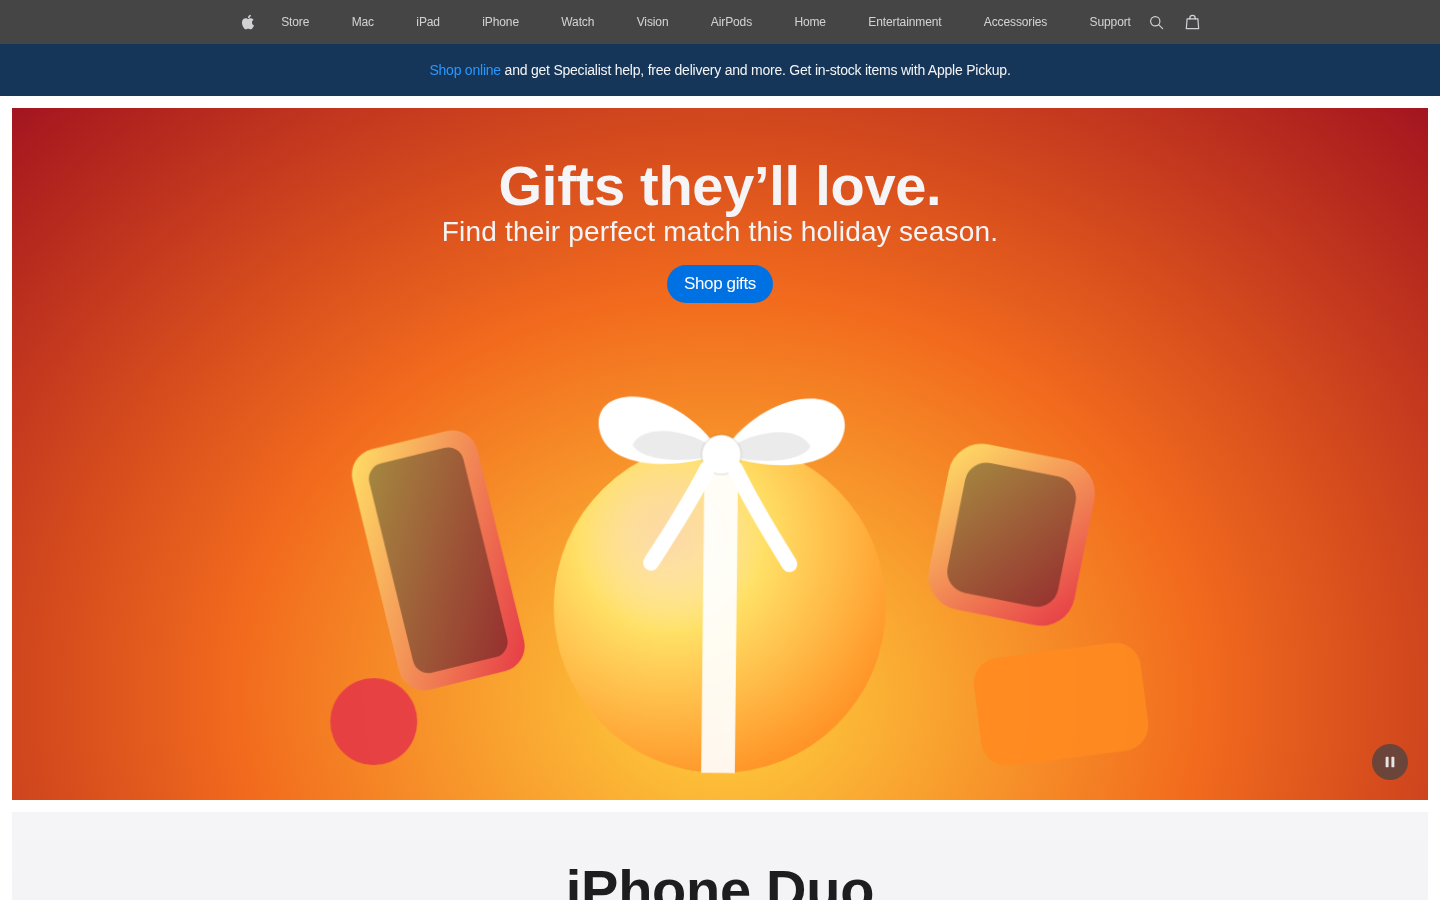 Store Mac iPad iPhone Watch Vision AirPods Home Entertainment Accessories Support
Shop online and get Specialist help, free delivery and more. Get in-stock items with Apple Pickup.
Gifts they’ll love.
Find their perfect match this holiday season.
Shop gifts
iPhone Duo